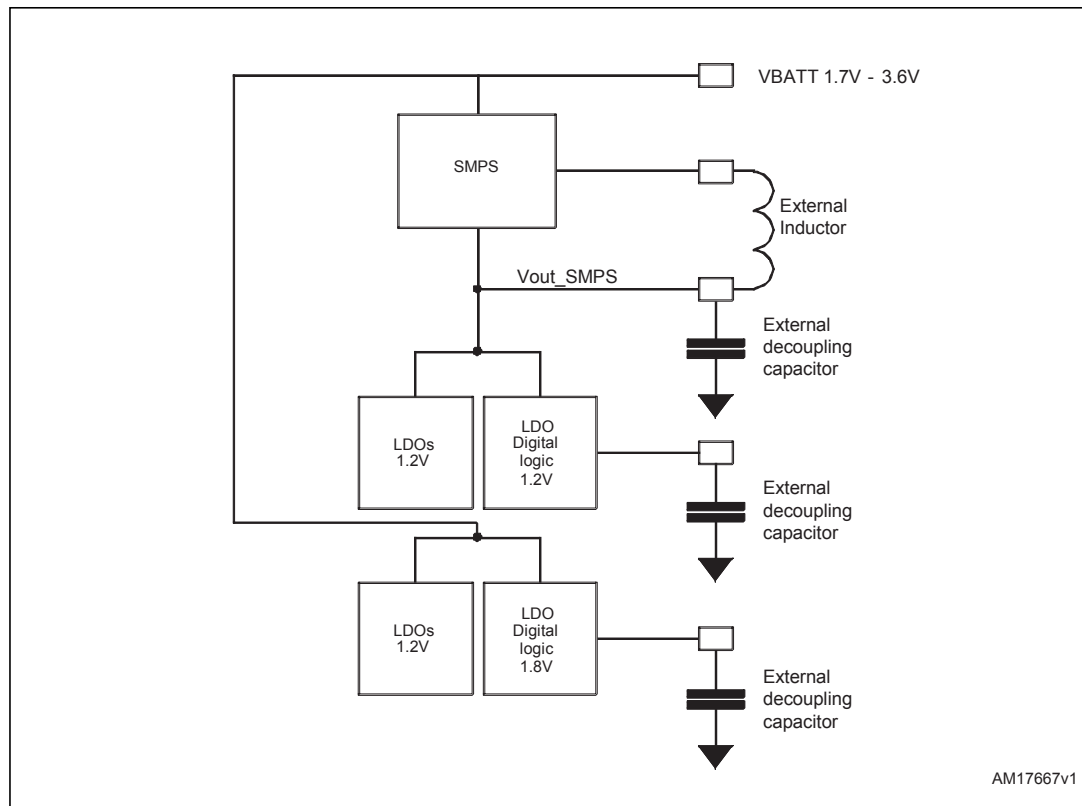 VBATT 1.7V - 3.6V
SMPS
External
Inductor
Vout_SMPS
External
decoupling
capacitor
LDOs
1.2V
LDO
Digital
logic
1.2V
External
decoupling
capacitor
LDOs
1.2V
LDO
Digital
logic
1.8V
External
decoupling
capacitor
AM17667v1